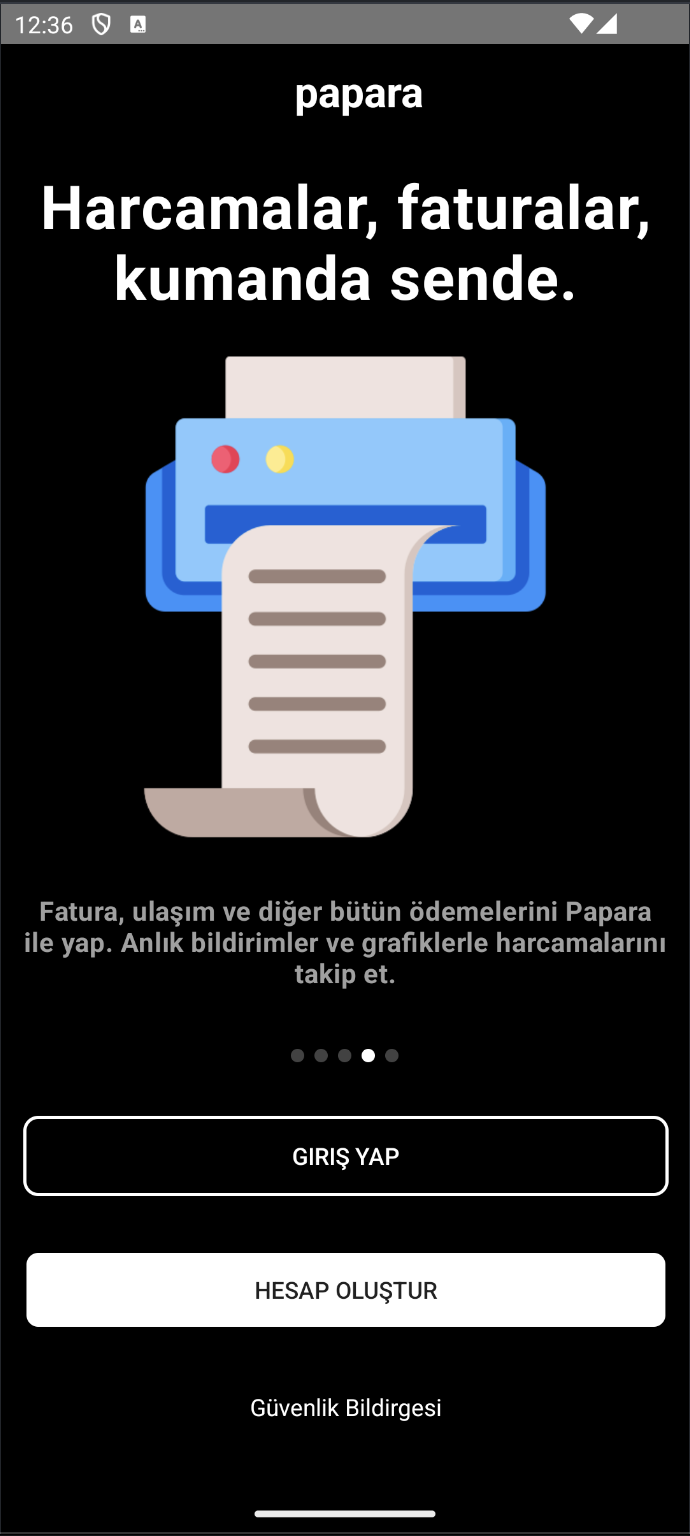 12:36
A
papara
Harcamalar, faturalar,
kumanda sende.
Fatura, ulaşım ve diğer bütün ödemelerini Papara
ile yap. Anlık bildirimler ve grafiklerle harcamalarını
takip et.
GIRIŞ YAP
HESAP OLUŞTUR
Güvenlik Bildirgesi